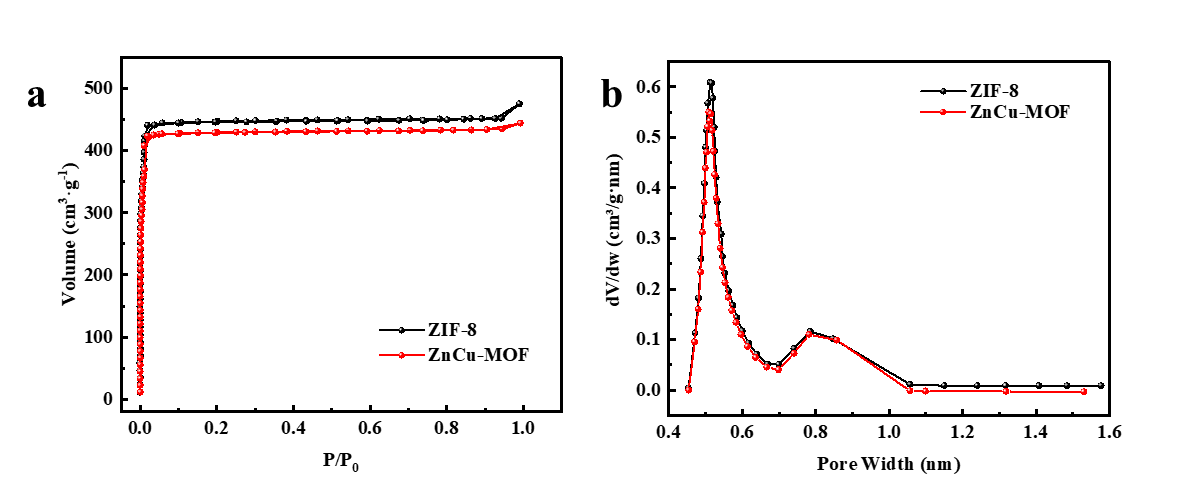 a
500
400
300
200
100
0
Volume (cm³·g⁻¹)
ZIF-8
ZnCu-MOF
0.0 0.2 0.4 0.6 0.8 1.0
P/P₀
b
0.6
0.5
0.4
0.3
0.2
0.1
0.0
dV/dw (cm³/g·nm)
ZIF-8
ZnCu-MOF
0.4 0.6 0.8 1.0 1.2 1.4 1.6
Pore Width (nm)